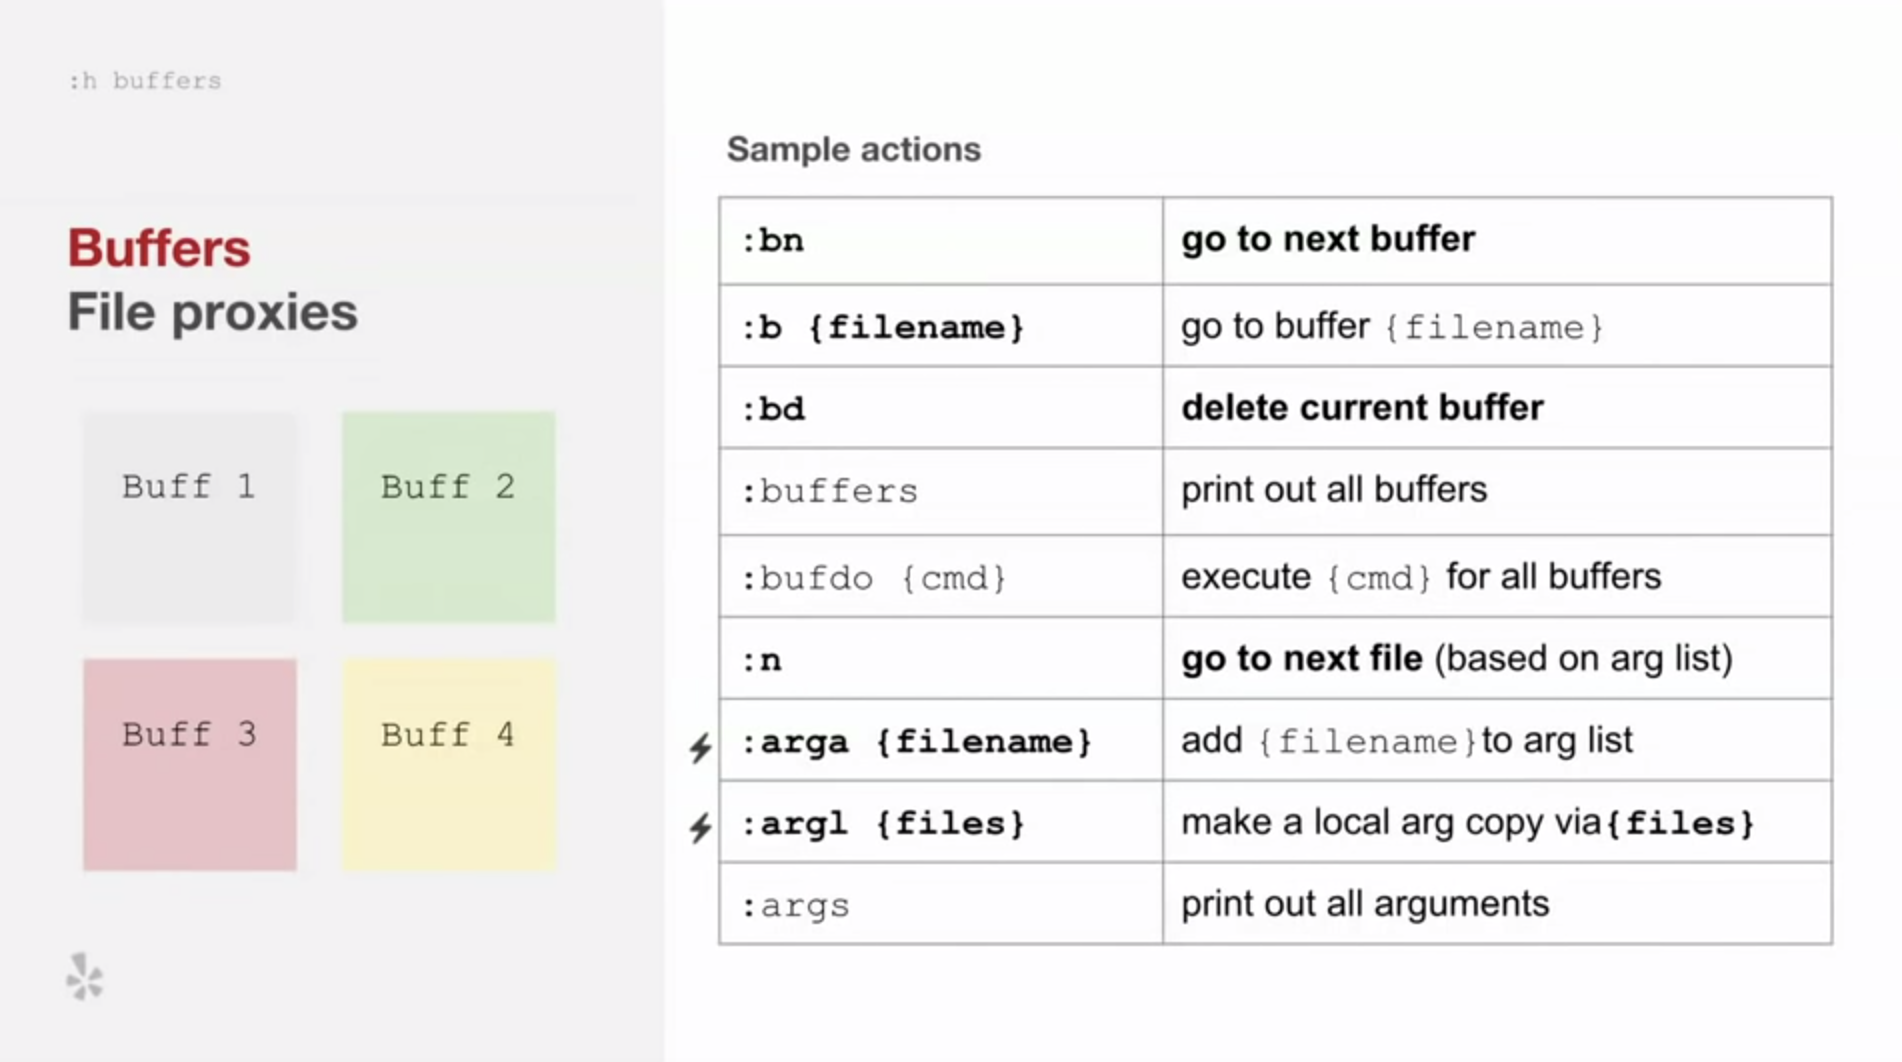 :h buffers
Buffers
File proxies
Buff 1
Buff 2
Buff 3
Buff 4
Sample actions
:bn go to next buffer
:b {filename} go to buffer {filename}
:bd delete current buffer
:buffers print out all buffers
:bufdo {cmd} execute {cmd} for all buffers
:n go to next file (based on arg list)
:arga {filename} add {filename}to arg list
:argl {files} make a local arg copy via{files}
:args print out all arguments